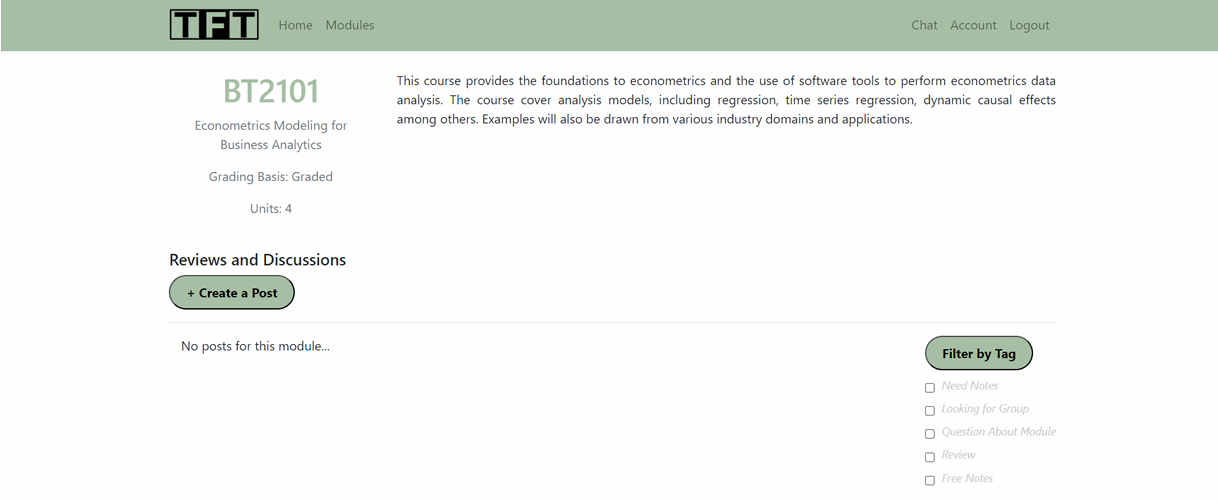 TFT Home Modules Chat Account Logout
BT2101
Econometrics Modeling for
Business Analytics
Grading Basis: Graded
Units: 4
This course provides the foundations to econometrics and the use of software tools to perform econometrics data
analysis. The course cover analysis models, including regression, time series regression, dynamic causal effects
among others. Examples will also be drawn from various industry domains and applications.
Reviews and Discussions
+ Create a Post
No posts for this module...
Filter by Tag
Need Notes
Looking for Group
Question About Module
Review
Free Notes